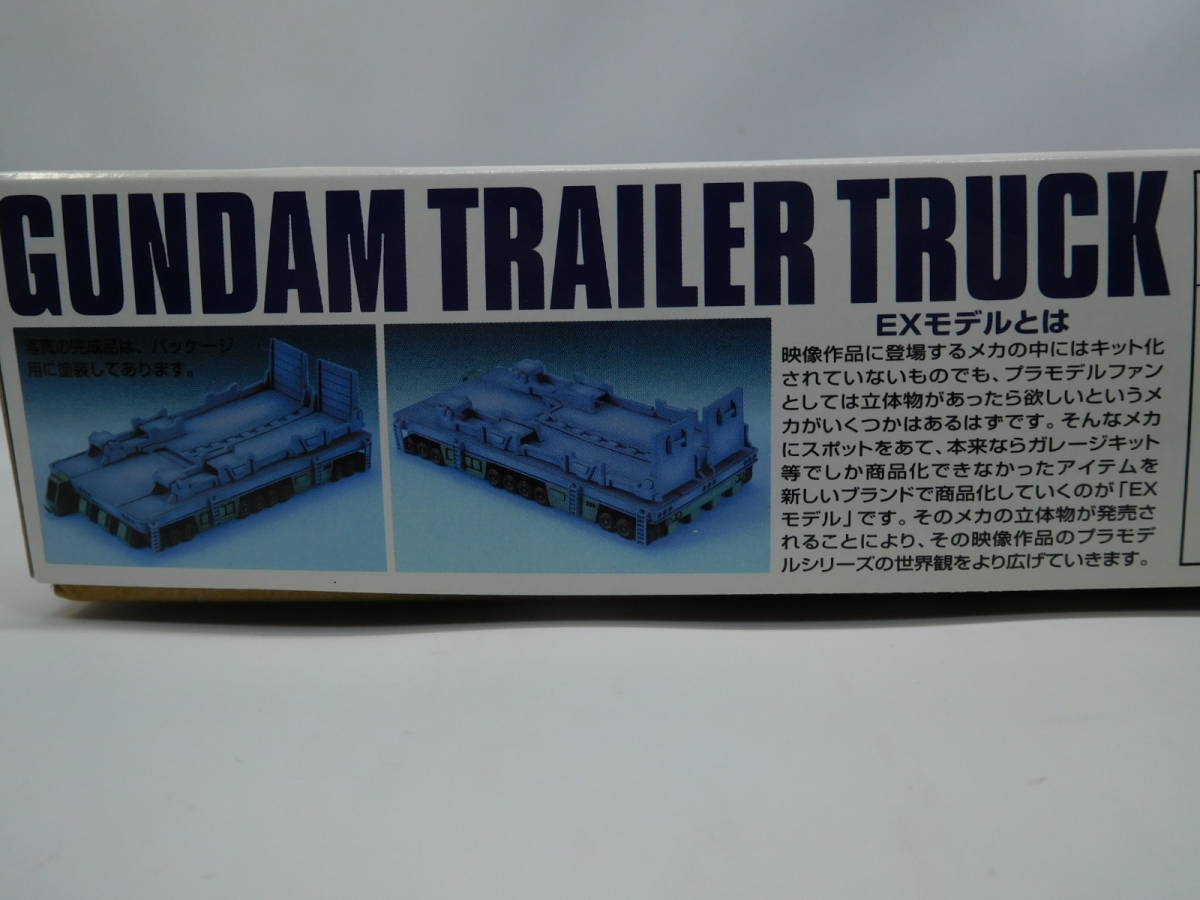 GUNDAM TRAILER TRUCK
写真の完成品は、パッケージ
用に塗装してあります。
EXモデルとは
映像作品に登場するメカの中にはキット化
されていないものでも、プラモデルファン
としては立体物があったら欲しいというメ
カがいくつかはあるはずです。そんなメカ
にスポットをあて、本来ならガレージキット
等でしか商品化できなかったアイテムを
新しいブランドで商品化していくのが「EX
モデル」です。そのメカの立体物が発売さ
れることにより、その映像作品のプラモデ
ルシリーズの世界観をより広げていきます。